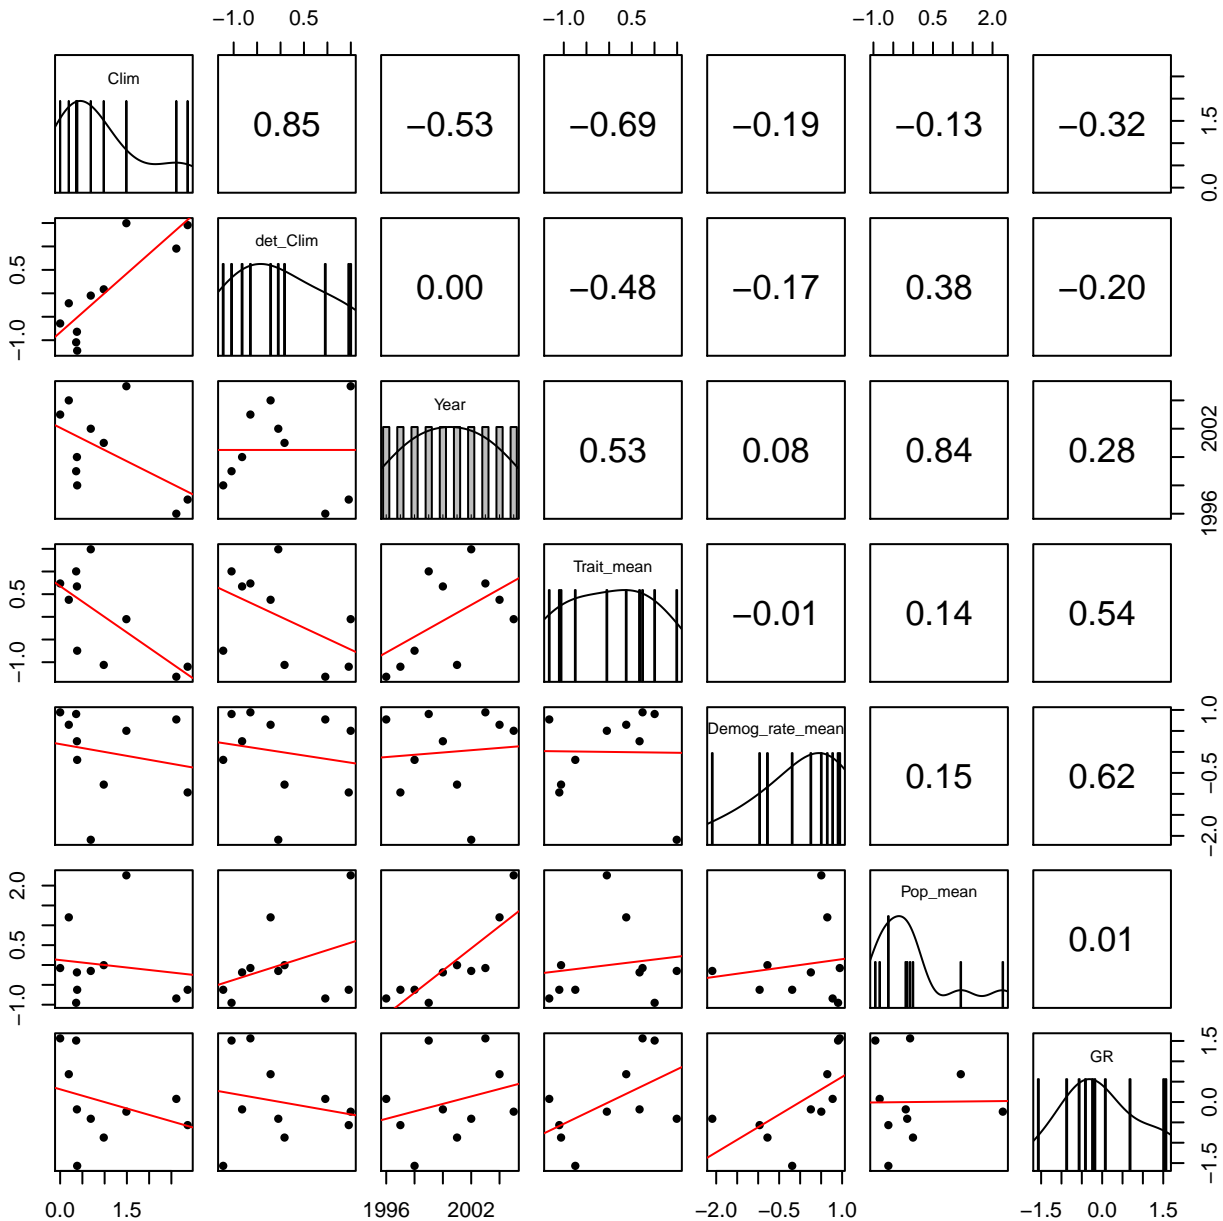 −1.0 0.5 −1.0 0.5 −1.0 0.5 2.0
Clim 0.85 −0.53 −0.69 −0.19 −0.13 −0.32 0.0 1.5
−1.0 0.5 det_Clim 0.00 −0.48 −0.17 0.38 −0.20
Year 0.53 0.08 0.84 0.28 1996 2002
−1.0 0.5 Trait_mean −0.01 0.14 0.54
Demog_rate_mean 0.15 0.62 −2.0 −0.5 1.0
−1.0 0.5 2.0 Pop_mean 0.01
GR −1.5 0.0 1.5
0.0 1.5 1996 2002 −2.0 −0.5 1.0 −1.5 0.0 1.5